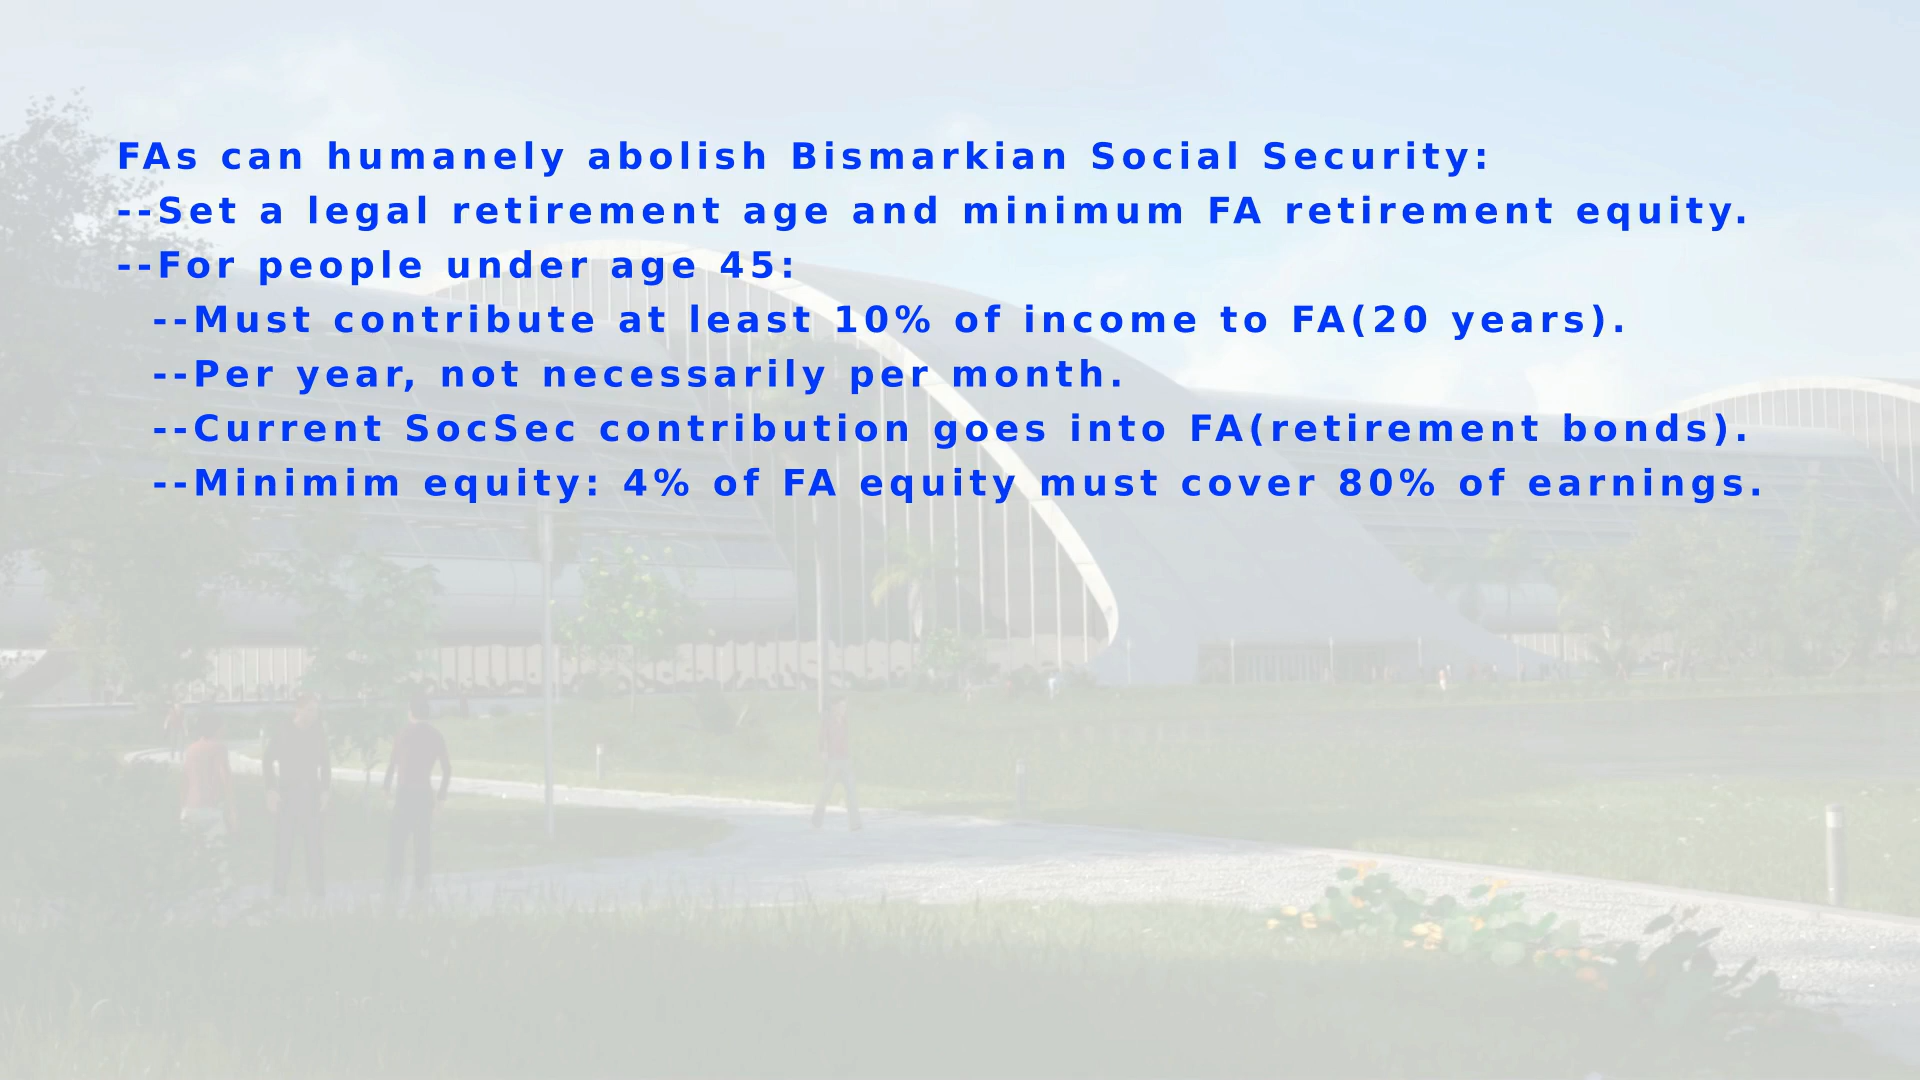 FAs can humanely abolish Bismarkian Social Security:
--Set a legal retirement age and minimum FA retirement equity.
--For people under age 45:
--Must contribute at least 10% of income to FA(20 years).
--Per year, not necessarily per month.
--Current SocSec contribution goes into FA(retirement bonds).
--Minimim equity: 4% of FA equity must cover 80% of earnings.